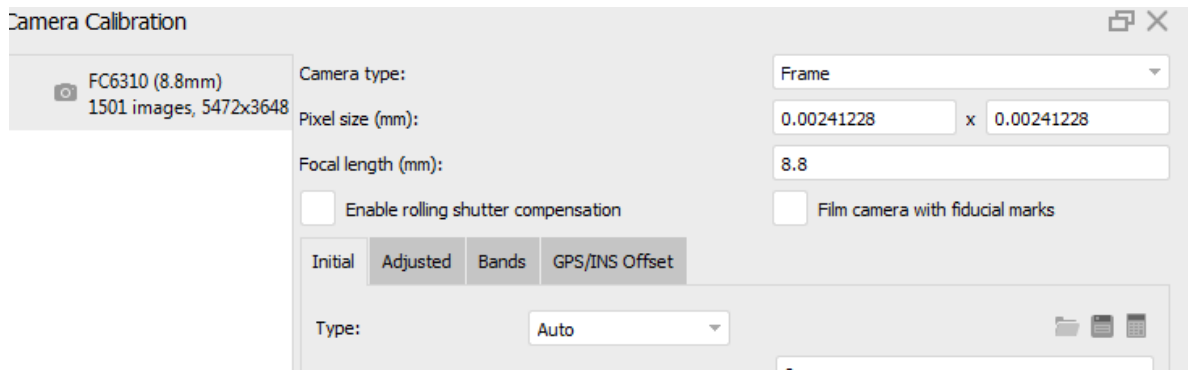 Camera Calibration
FC6310 (8.8mm)
1501 images, 5472x3648
Camera type:
Frame
Pixel size (mm):
0.00241228 x 0.00241228
Focal length (mm):
8.8
Enable rolling shutter compensation
Film camera with fiducial marks
Initial Adjusted Bands GPS/INS Offset
Type:
Auto